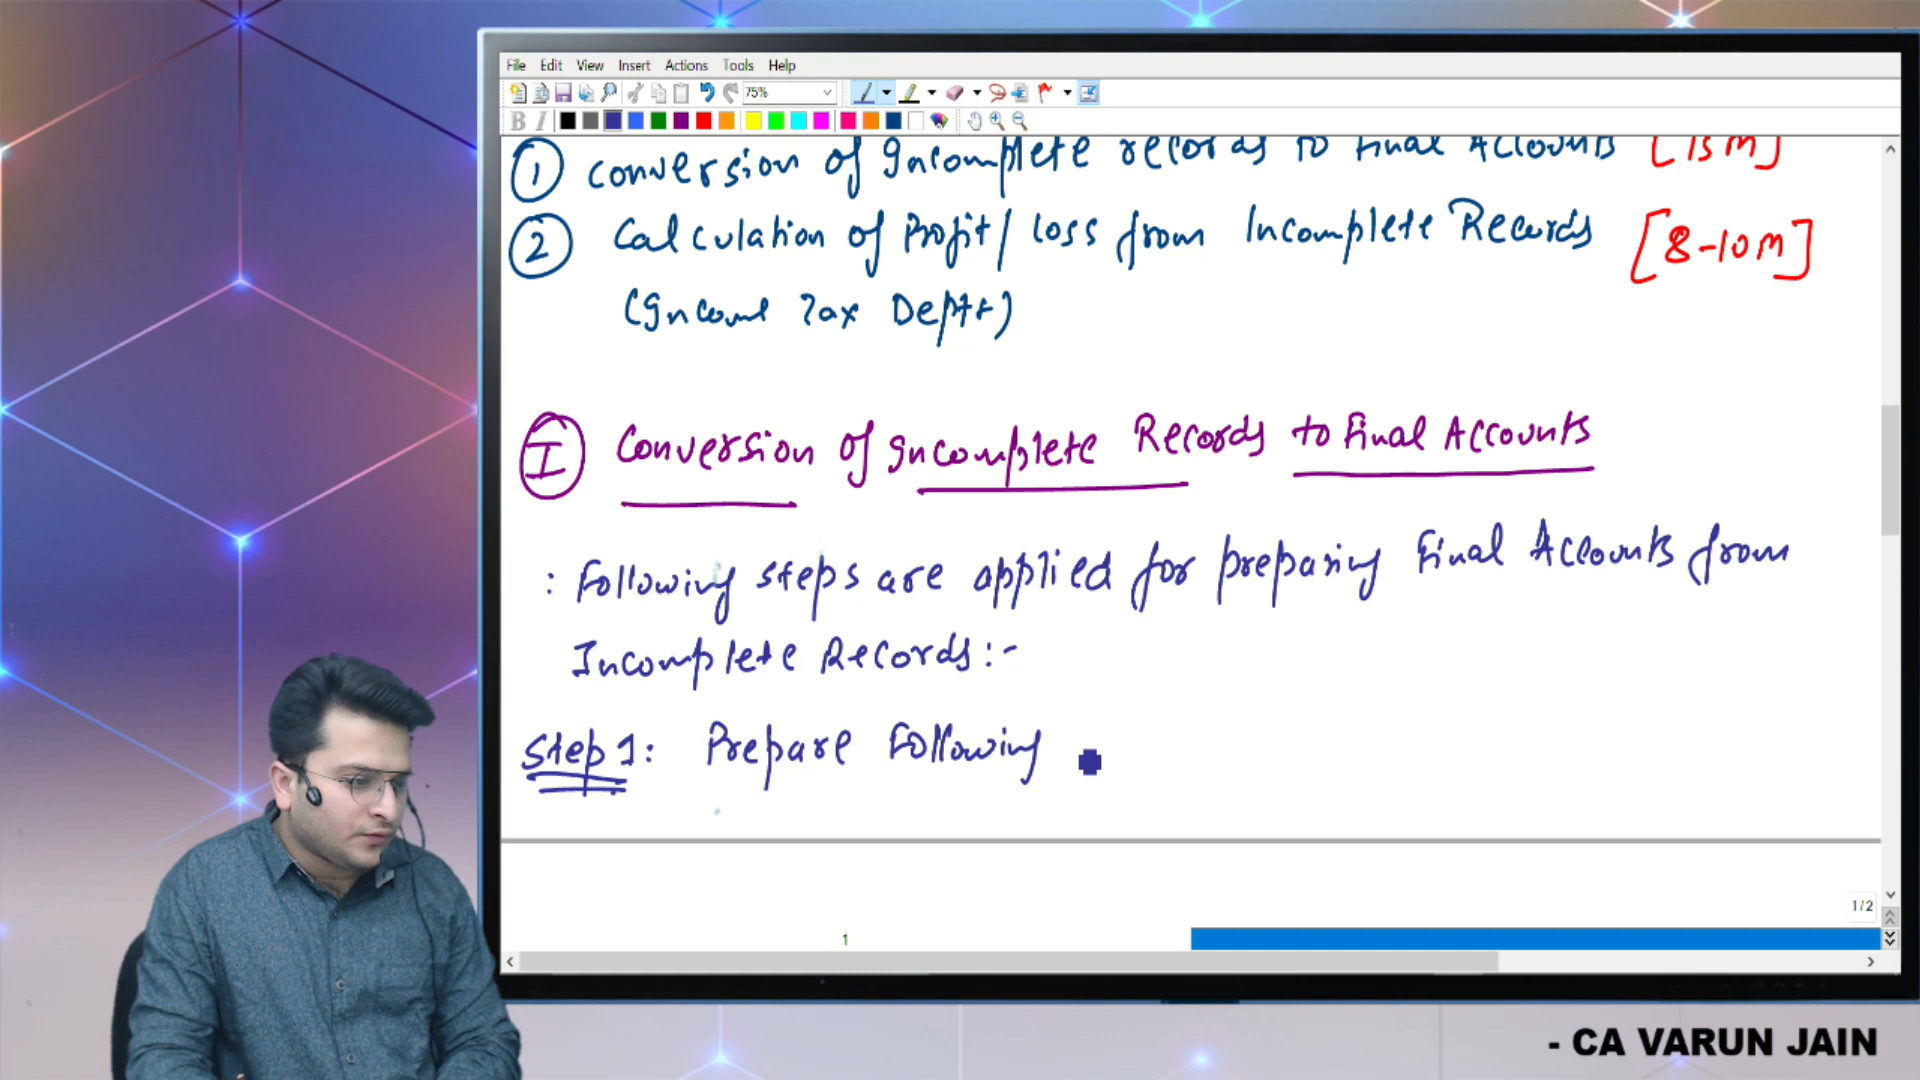 File Edit View Insert Actions Tools Help
75%
B I
① Conversion of Incomplete records to Final Accounts [15M]
② Calculation of Profit/Loss from Incomplete Records [8-10M]
(Income Tax Deptt)
Ⓘ Conversion of Incomplete Records to Final Accounts
: Following steps are applied for preparing Final Accounts from
Incomplete Records:-
Step 1: Prepare Following
1/2
1
- CA VARUN JAIN